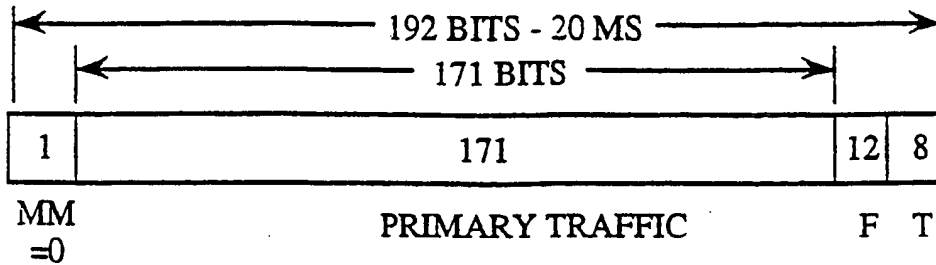 192 BITS - 20 MS
171 BITS
1 171 12 8
MM PRIMARY TRAFFIC F T
=0